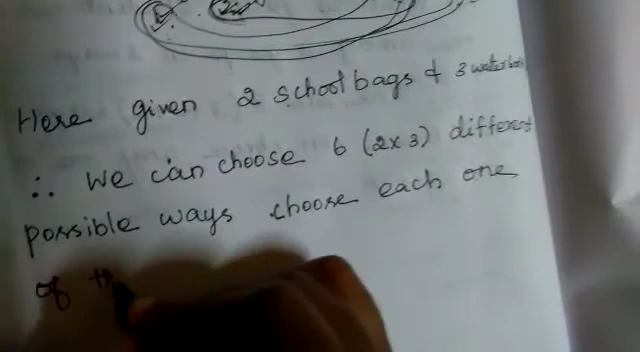 Here given 2 school bags & 3 water
∴ We can choose 6 (2x3) different
possible ways choose each one
of th